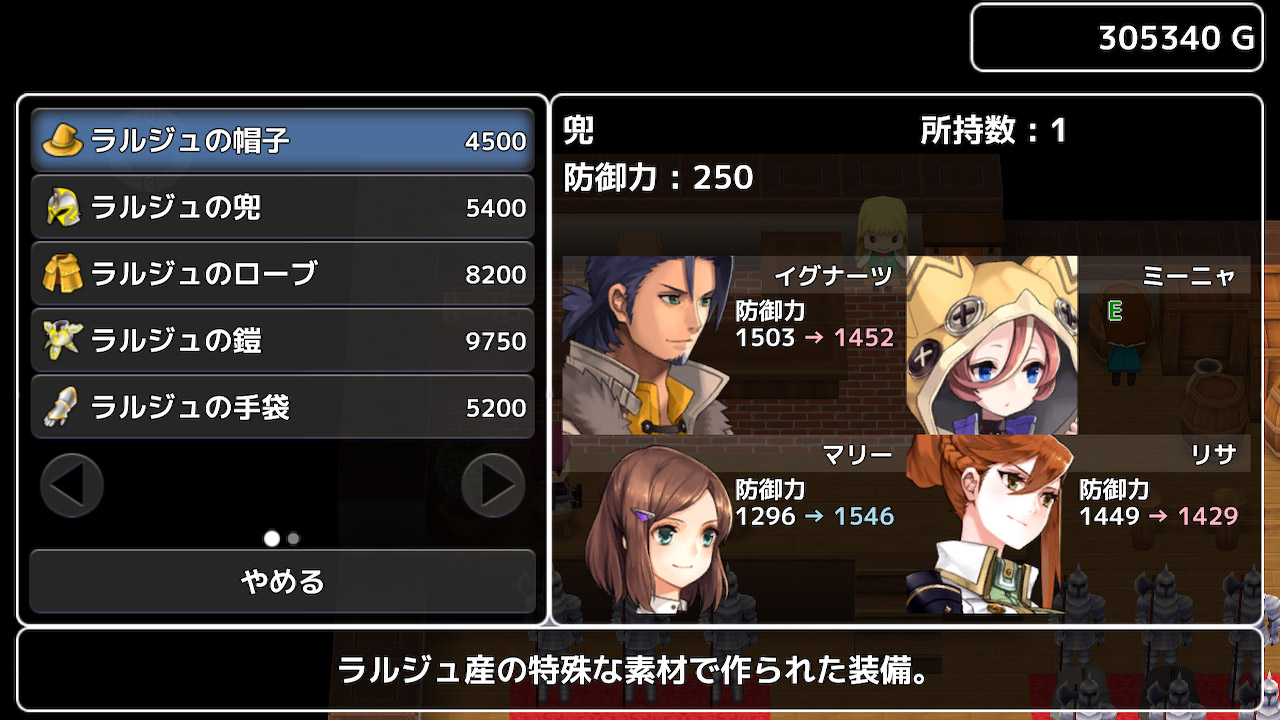 305340 G
ラルジュの帽子 4500
ラルジュの兜 5400
ラルジュのローブ 8200
ラルジュの鎧 9750
ラルジュの手袋 5200
やめる
兜 所持数：1
防御力：250
イグナーツ
防御力
1503 → 1452
ミーニャ
E
マリー
防御力
1296 → 1546
リサ
防御力
1449 → 1429
ラルジュ産の特殊な素材で作られた装備。